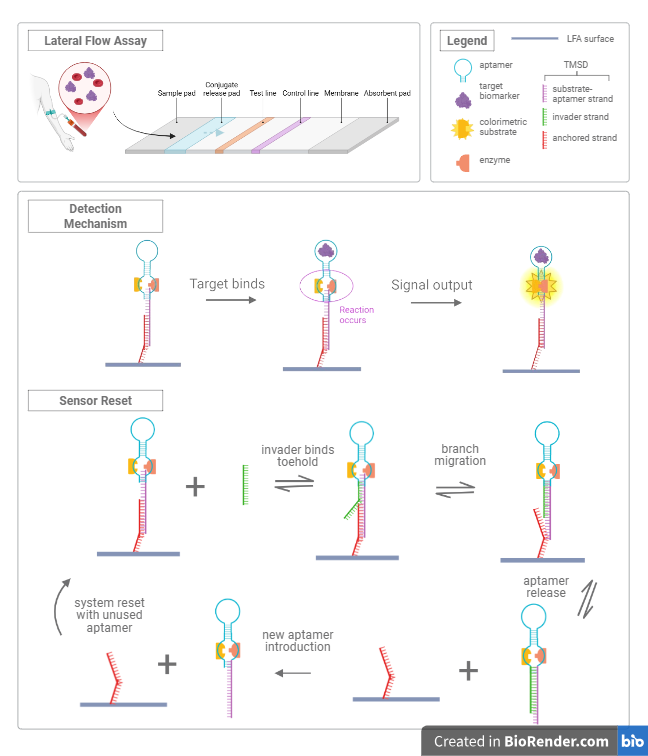 Lateral Flow Assay
Sample pad
Conjugate
release pad
Test line
Control line
Membrane
Absorbent pad
Legend
LFA surface
aptamer
target
biomarker
colorimetric
substrate
enzyme
TMSD
substrate-
aptamer strand
invader strand
anchored strand
Detection
Mechanism
Target binds
Reaction
occurs
Signal output
Sensor Reset
+
invader binds
toehold
branch
migration
aptamer
release
system reset
with unused
aptamer
+
new aptamer
introduction
+
Created in BioRender.com bio